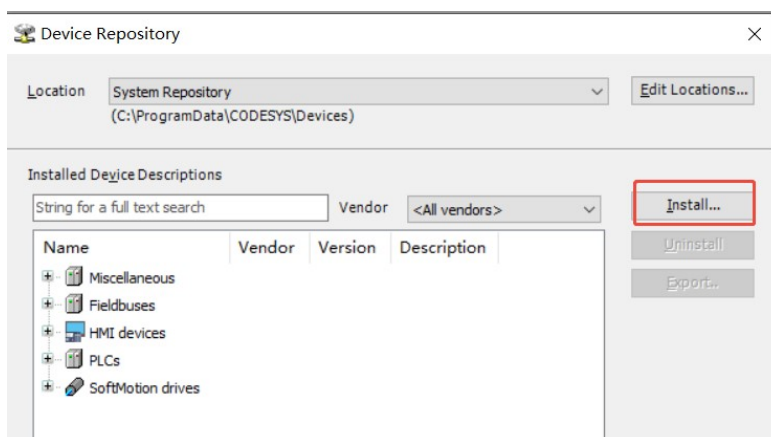 Device Repository
Location System Repository Edit Locations...
(C:\ProgramData\CODESYS\Devices)
Installed Device Descriptions
String for a full text search Vendor <All vendors> Install...
Name Vendor Version Description Uninstall
Miscellaneous Export..
Fieldbuses
HMI devices
PLCs
SoftMotion drives